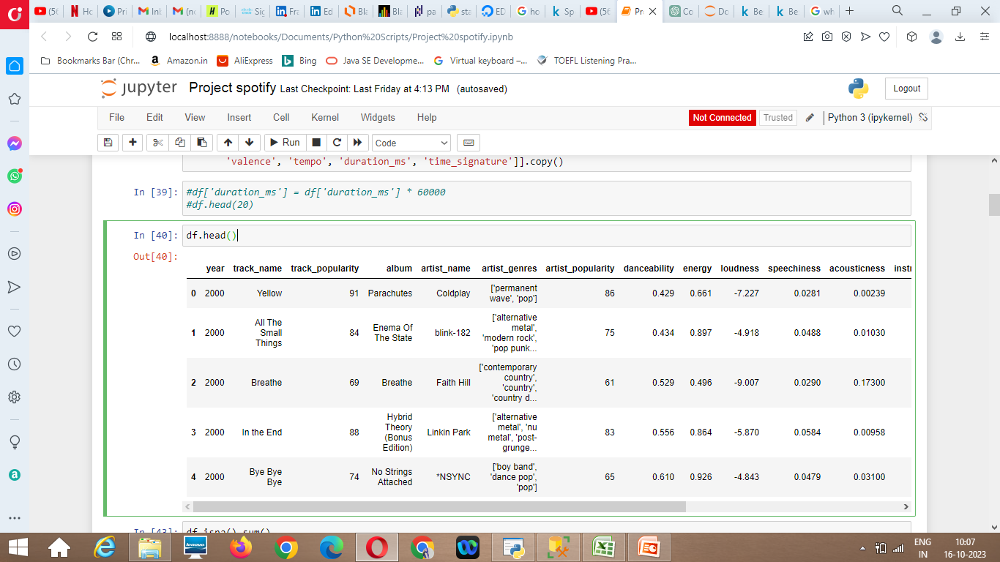 (5(
Ho
Pri
Inl
(no
Po
Sig
Fra
Ed
Bla
Bla
pa
sta
ED
ho
Sp
(5(
Pr
Co
Do
Be
Be
wh
localhost:8888/notebooks/Documents/Python%20Scripts/Project%20spotify.ipynb
Bookmarks Bar (Chr... Amazon.in AliExpress Bing Java SE Developme... Virtual keyboard –... TOEFL Listening Pra...
jupyter Project spotify Last Checkpoint: Last Friday at 4:13 PM (autosaved) Logout
File Edit View Insert Cell Kernel Widgets Help Not Connected Trusted Python 3 (ipykernel)
Run Code
'valence', 'tempo', 'duration_ms', 'time_signature']].copy()
In [39]: #df['duration_ms'] = df['duration_ms'] * 60000
#df.head(20)
In [40]: df.head()
Out[40]:
year track_name track_popularity album artist_name artist_genres artist_popularity danceability energy loudness speechiness acousticness instr
0 2000 Yellow 91 Parachutes Coldplay ['permanent wave', 'pop'] 86 0.429 0.661 -7.227 0.0281 0.00239
1 2000 All The Small Things 84 Enema Of The State blink-182 ['alternative metal', 'modern rock', 'pop punk... 75 0.434 0.897 -4.918 0.0488 0.01030
2 2000 Breathe 69 Breathe Faith Hill ['contemporary country', 'country', 'country d... 61 0.529 0.496 -9.007 0.0290 0.17300
3 2000 In the End 88 Hybrid Theory (Bonus Edition) Linkin Park ['alternative metal', 'nu metal', 'post-grunge... 83 0.556 0.864 -5.870 0.0584 0.00958
4 2000 Bye Bye Bye 74 No Strings Attached *NSYNC ['boy band', 'dance pop', 'pop'] 65 0.610 0.926 -4.843 0.0479 0.03100
In [43]: df.isna().sum()
lenovo
ENG 10:07
IN 16-10-2023